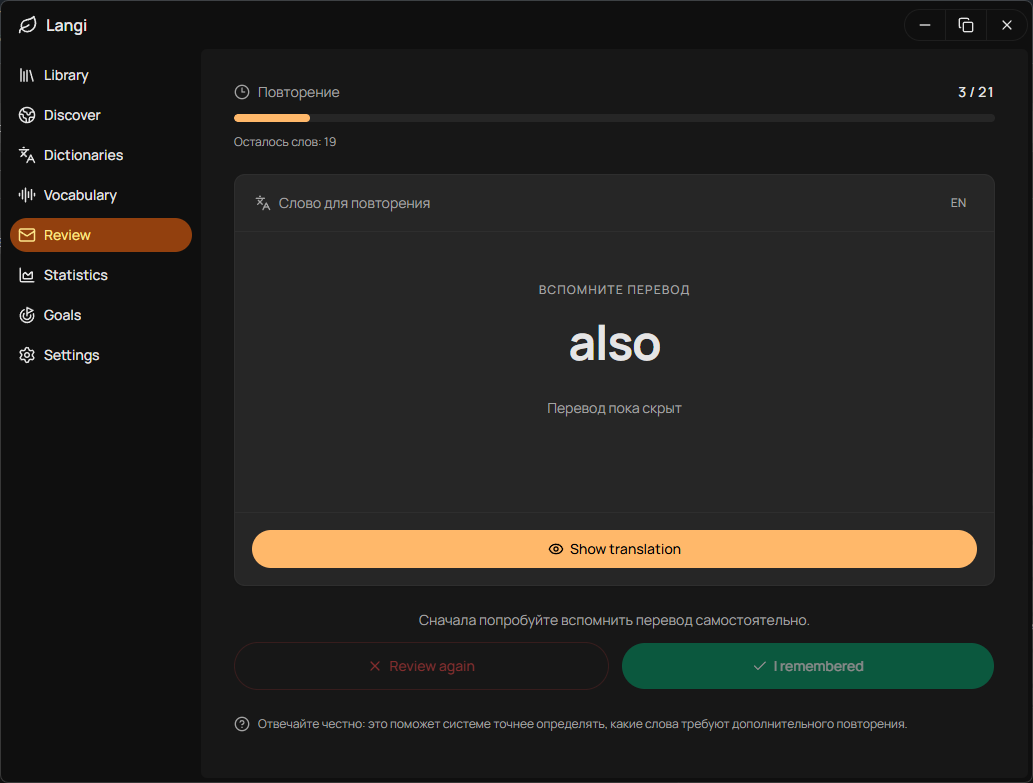 Langi
Library
Discover
Dictionaries
Vocabulary
Review
Statistics
Goals
Settings
Повторение
3 / 21
Осталось слов: 19
Слово для повторения
EN
ВСПОМНИТЕ ПЕРЕВОД
also
Перевод пока скрыт
Show translation
Сначала попробуйте вспомнить перевод самостоятельно.
Review again
I remembered
Отвечайте честно: это поможет системе точнее определять, какие слова требуют дополнительного повторения.